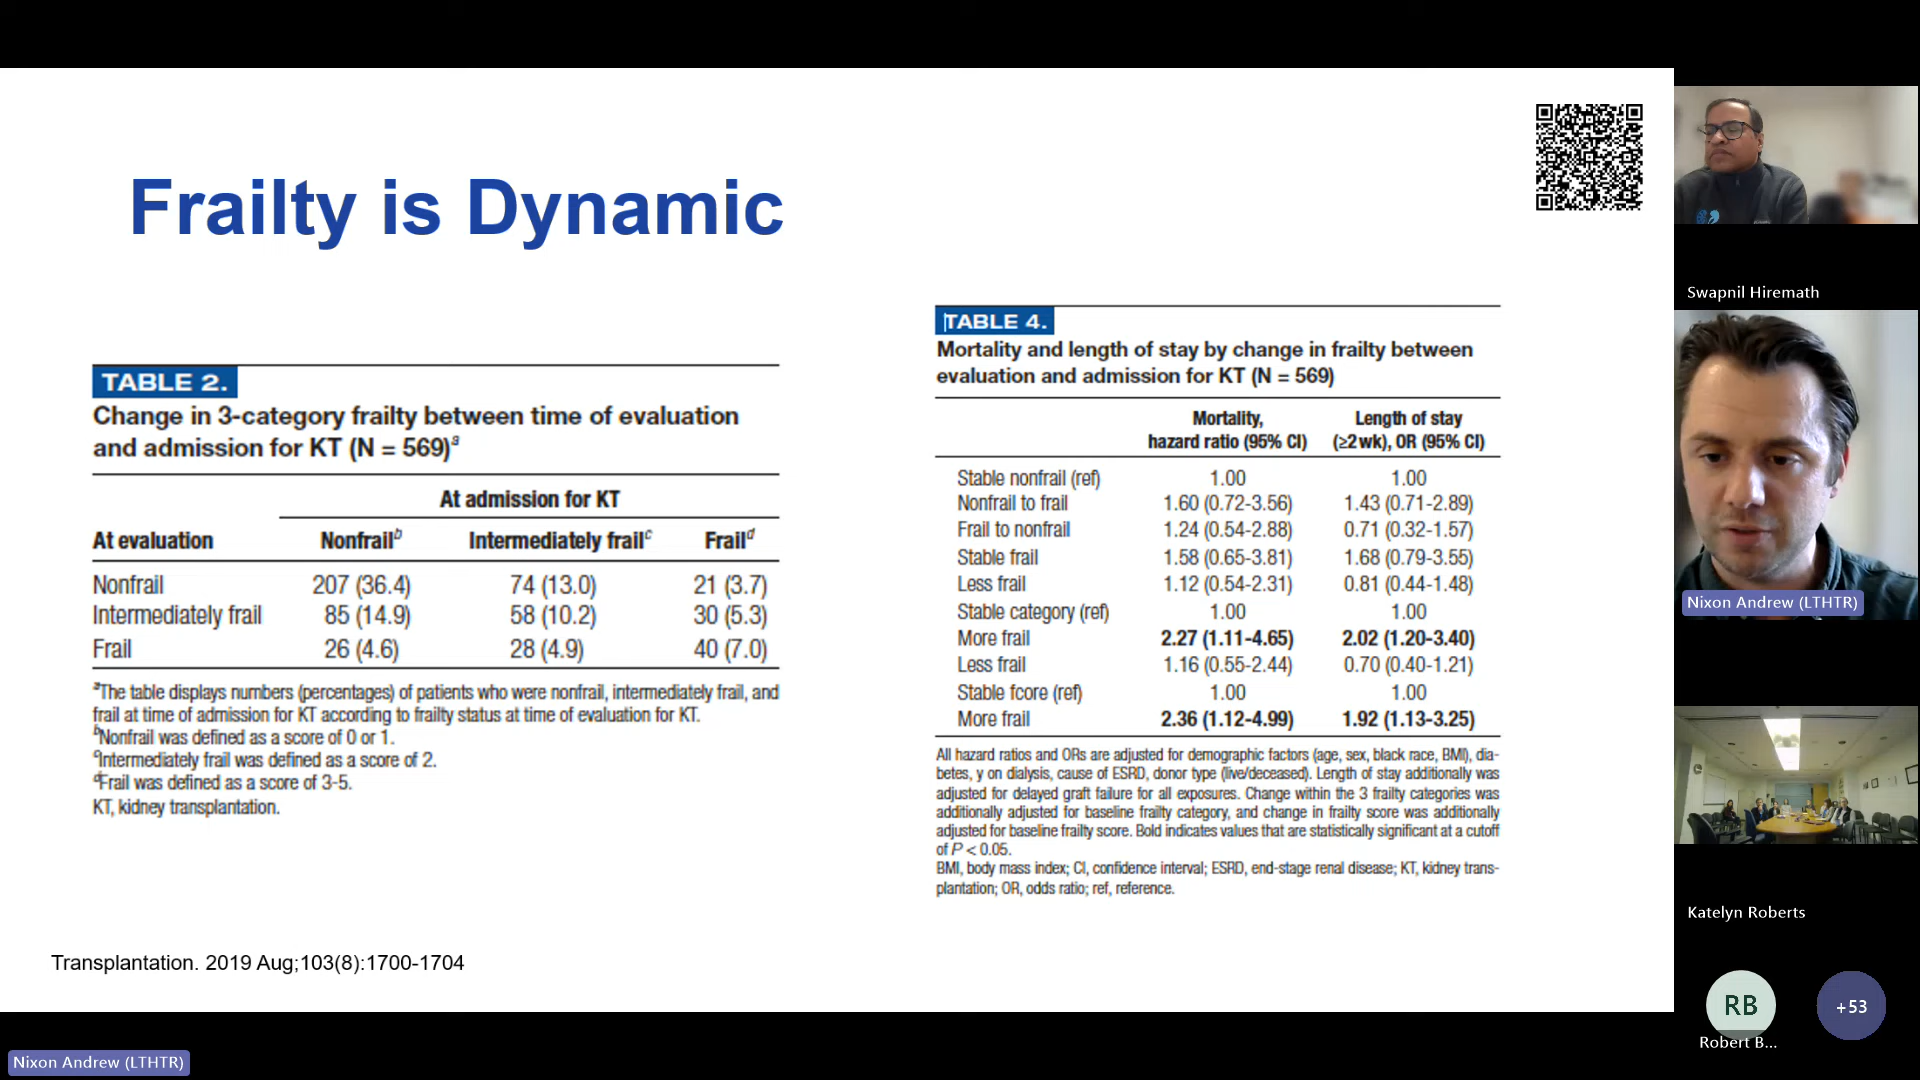 Frailty is Dynamic
TABLE 2.
Change in 3-category frailty between time of evaluation
and admission for KT (N = 569)a
At admission for KT
At evaluation Nonfrailb Intermediately frailc Fraild
Nonfrail 207 (36.4) 74 (13.0) 21 (3.7)
Intermediately frail 85 (14.9) 58 (10.2) 30 (5.3)
Frail 26 (4.6) 28 (4.9) 40 (7.0)
aThe table displays numbers (percentages) of patients who were nonfrail, intermediately frail, and
frail at time of admission for KT according to frailty status at time of evaluation for KT.
bNonfrail was defined as a score of 0 or 1.
cIntermediately frail was defined as a score of 2.
dFrail was defined as a score of 3-5.
KT, kidney transplantation.
TABLE 4.
Mortality and length of stay by change in frailty between
evaluation and admission for KT (N = 569)
Mortality, Length of stay
hazard ratio (95% CI) (≥2 wk), OR (95% CI)
Stable nonfrail (ref) 1.00 1.00
Nonfrail to frail 1.60 (0.72-3.56) 1.43 (0.71-2.89)
Frail to nonfrail 1.24 (0.54-2.88) 0.71 (0.32-1.57)
Stable frail 1.58 (0.65-3.81) 1.68 (0.79-3.55)
Less frail 1.12 (0.54-2.31) 0.81 (0.44-1.48)
Stable category (ref) 1.00 1.00
More frail 2.27 (1.11-4.65) 2.02 (1.20-3.40)
Less frail 1.16 (0.55-2.44) 0.70 (0.40-1.21)
Stable fcore (ref) 1.00 1.00
More frail 2.36 (1.12-4.99) 1.92 (1.13-3.25)
All hazard ratios and ORs are adjusted for demographic factors (age, sex, black race, BMI), dia-
betes, y on dialysis, cause of ESRD, donor type (live/deceased). Length of stay additionally was
adjusted for delayed graft failure for all exposures. Change within the 3 frailty categories was
additionally adjusted for baseline frailty category, and change in frailty score was additionally
adjusted for baseline frailty score. Bold indicates values that are statistically significant at a cutoff
of P < 0.05.
BMI, body mass index; CI, confidence interval; ESRD, end-stage renal disease; KT, kidney trans-
plantation; OR, odds ratio; ref, reference.
Transplantation. 2019 Aug;103(8):1700-1704
Swapnil Hiremath
Nixon Andrew (LTHTR)
Katelyn Roberts
RB
+53
Robert B...
Nixon Andrew (LTHTR)